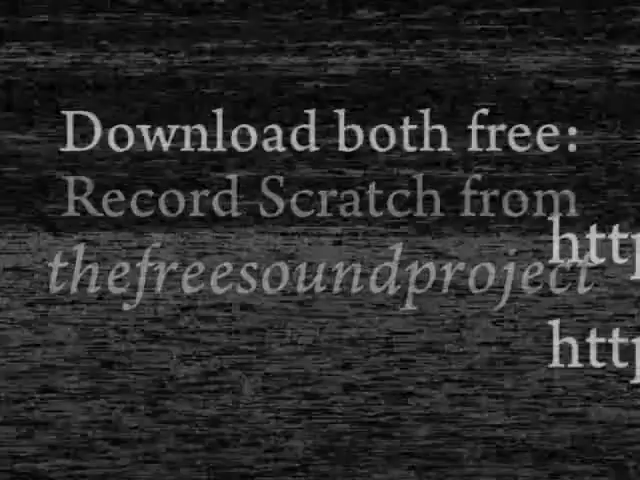 Download both free:
Record Scratch from
thefreesoundproject
http
http